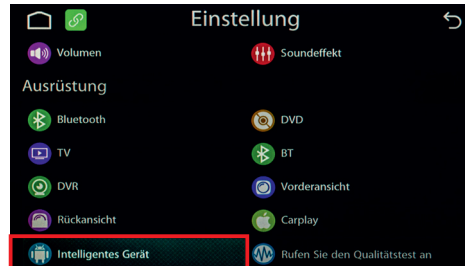 Einstellung
Volumen
Soundeffekt
Ausrüstung
Bluetooth
DVD
TV
BT
DVR
Vorderansicht
Rückansicht
Carplay
Intelligentes Gerät
Rufen Sie den Qualitätstest an